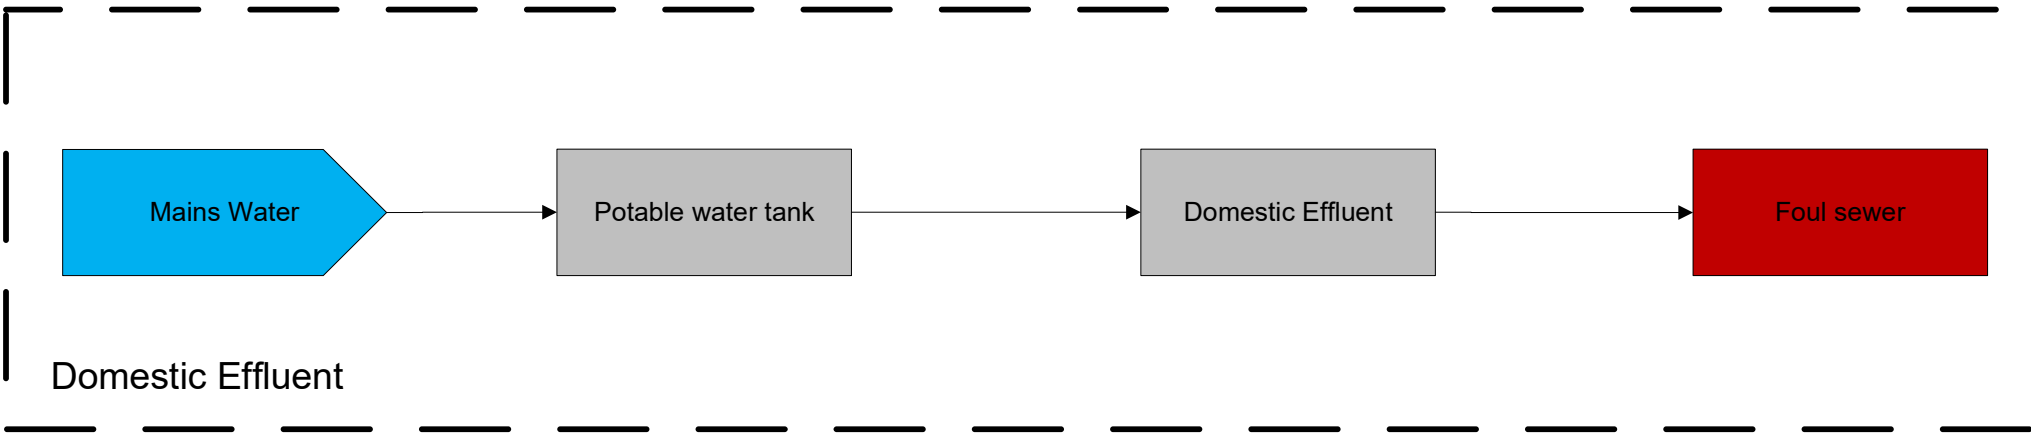 Mains Water
Potable water tank
Domestic Effluent
Foul sewer
Domestic Effluent